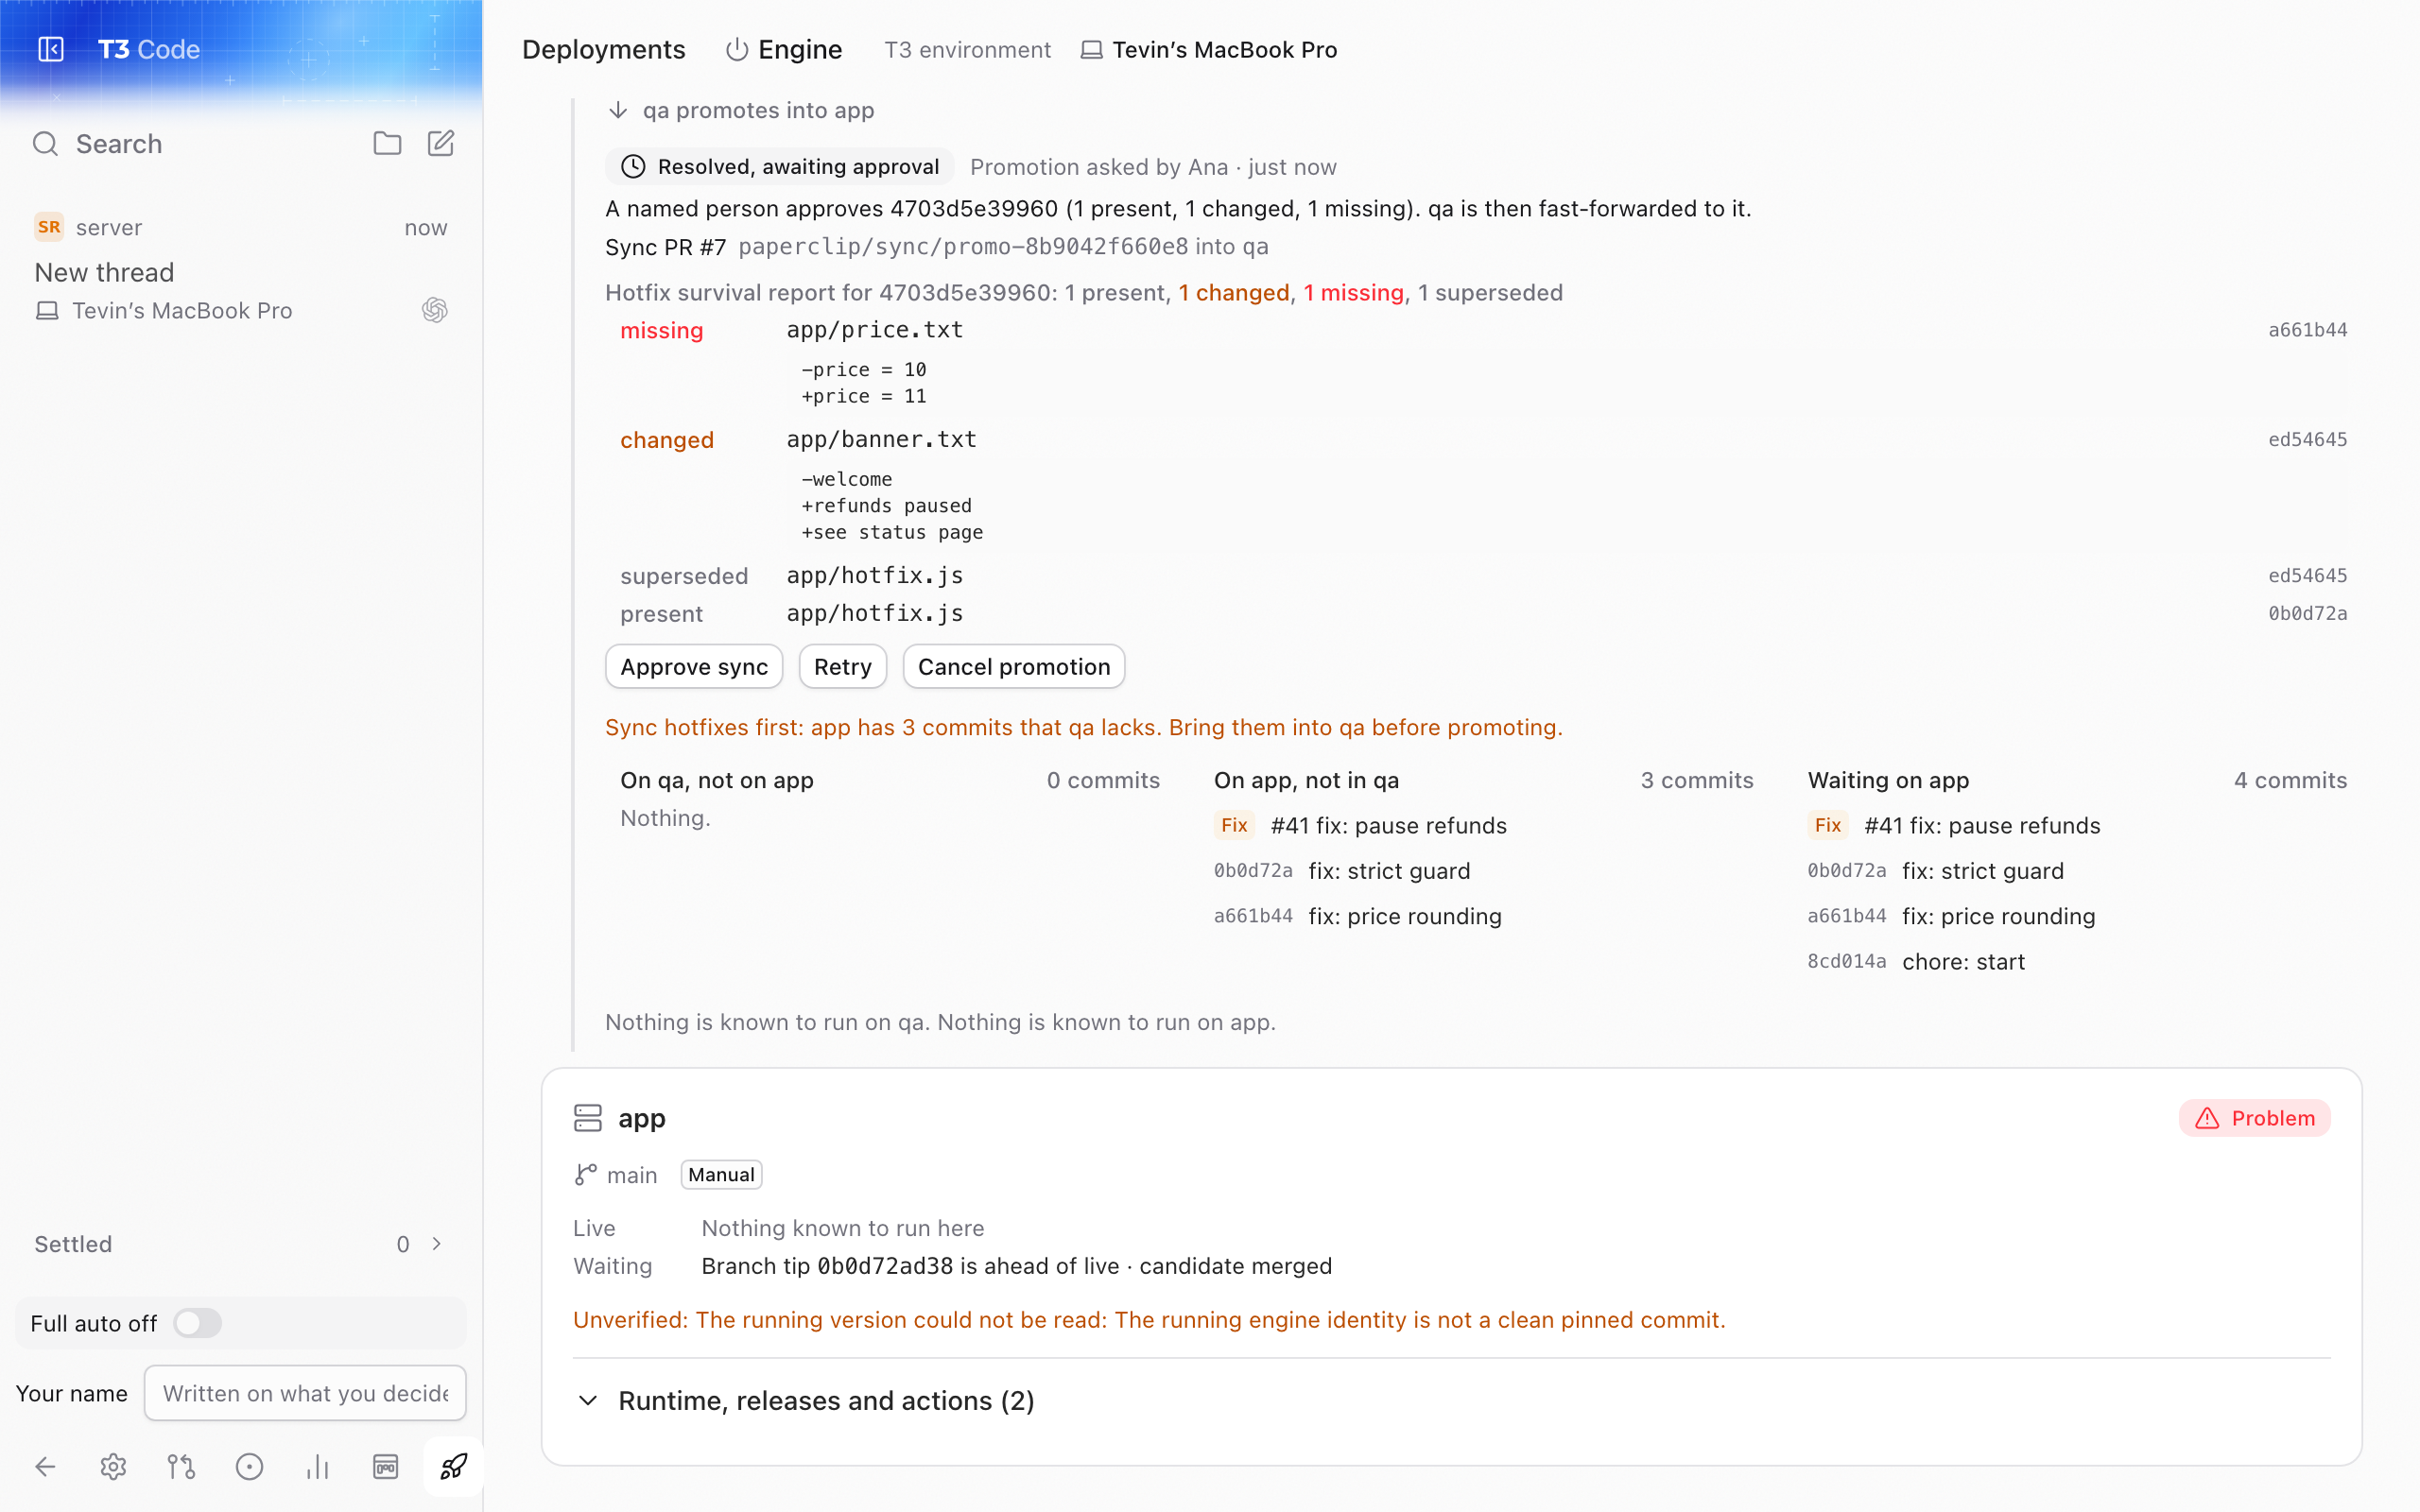 T3 Code
Search
SR server now
New thread
Tevin’s MacBook Pro
Settled 0
Full auto off
Your name Written on what you decide
Deployments Engine T3 environment Tevin’s MacBook Pro
qa promotes into app
Resolved, awaiting approval Promotion asked by Ana · just now
A named person approves 4703d5e39960 (1 present, 1 changed, 1 missing). qa is then fast-forwarded to it.
Sync PR #7 paperclip/sync/promo-8b9042f660e8 into qa
Hotfix survival report for 4703d5e39960: 1 present, 1 changed, 1 missing, 1 superseded
missing app/price.txt a661b44
-price = 10
+price = 11
changed app/banner.txt ed54645
-welcome
+refunds paused
+see status page
superseded app/hotfix.js ed54645
present app/hotfix.js 0b0d72a
Approve sync Retry Cancel promotion
Sync hotfixes first: app has 3 commits that qa lacks. Bring them into qa before promoting.
On qa, not on app 0 commits
Nothing.
On app, not in qa 3 commits
Fix #41 fix: pause refunds
0b0d72a fix: strict guard
a661b44 fix: price rounding
Waiting on app 4 commits
Fix #41 fix: pause refunds
0b0d72a fix: strict guard
a661b44 fix: price rounding
8cd014a chore: start
Nothing is known to run on qa. Nothing is known to run on app.
app Problem
main Manual
Live Nothing known to run here
Waiting Branch tip 0b0d72ad38 is ahead of live · candidate merged
Unverified: The running version could not be read: The running engine identity is not a clean pinned commit.
Runtime, releases and actions (2)